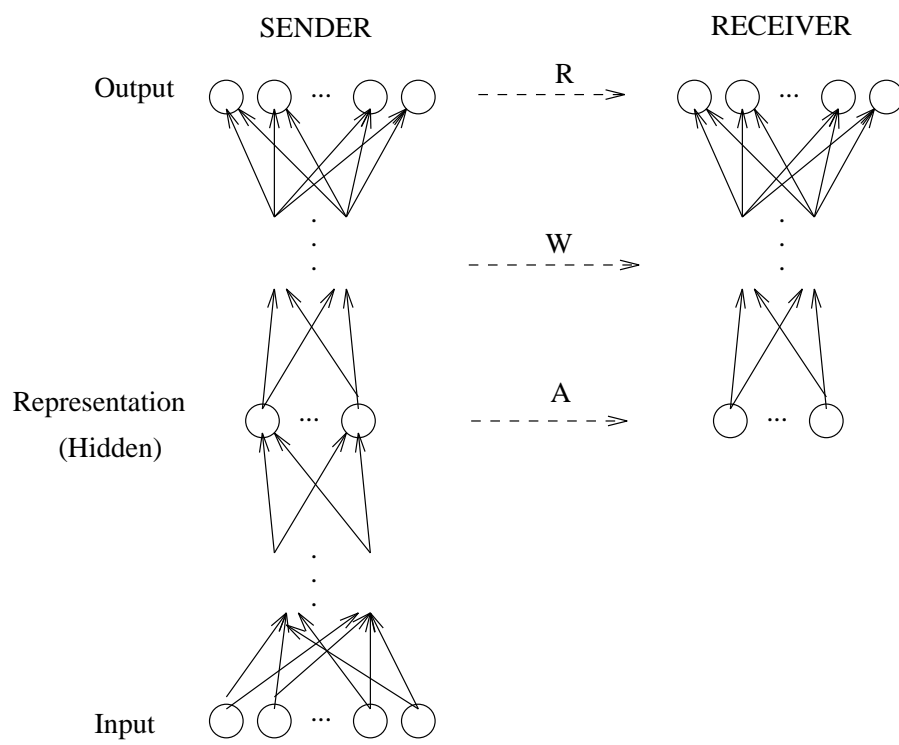 SENDER RECEIVER
Output ... R ...
W
Representation
(Hidden) ... A ...
Input ...